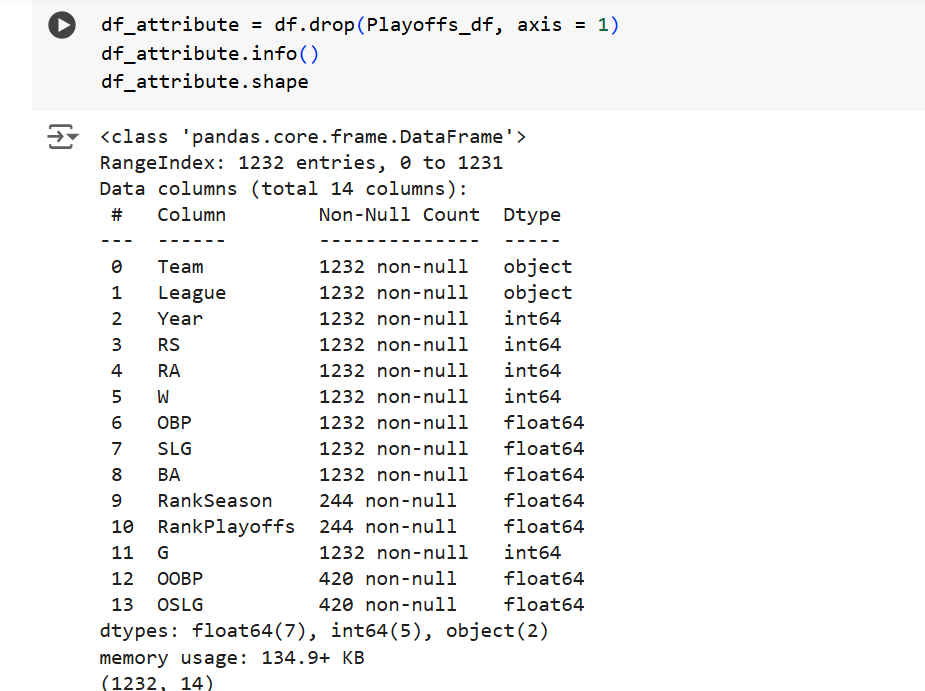 df_attribute = df.drop(Playoffs_df, axis = 1)
df_attribute.info()
df_attribute.shape
<class 'pandas.core.frame.DataFrame'>
RangeIndex: 1232 entries, 0 to 1231
Data columns (total 14 columns):
 #   Column        Non-Null Count  Dtype
---  ------        --------------  -----
 0   Team          1232 non-null   object
 1   League        1232 non-null   object
 2   Year          1232 non-null   int64
 3   RS            1232 non-null   int64
 4   RA            1232 non-null   int64
 5   W             1232 non-null   int64
 6   OBP           1232 non-null   float64
 7   SLG           1232 non-null   float64
 8   BA            1232 non-null   float64
 9   RankSeason    244 non-null    float64
 10  RankPlayoffs  244 non-null    float64
 11  G             1232 non-null   int64
 12  OOBP          420 non-null    float64
 13  OSLG          420 non-null    float64
dtypes: float64(7), int64(5), object(2)
memory usage: 134.9+ KB
(1232, 14)